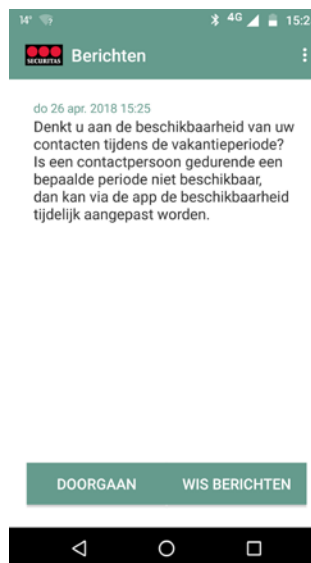 14°
4G
15:2
SECURITAS
Berichten
do 26 apr. 2018 15:25
Denkt u aan de beschikbaarheid van uw
contacten tijdens de vakantieperiode?
Is een contactpersoon gedurende een
bepaalde periode niet beschikbaar,
dan kan via de app de beschikbaarheid
tijdelijk aangepast worden.
DOORGAAN
WIS BERICHTEN